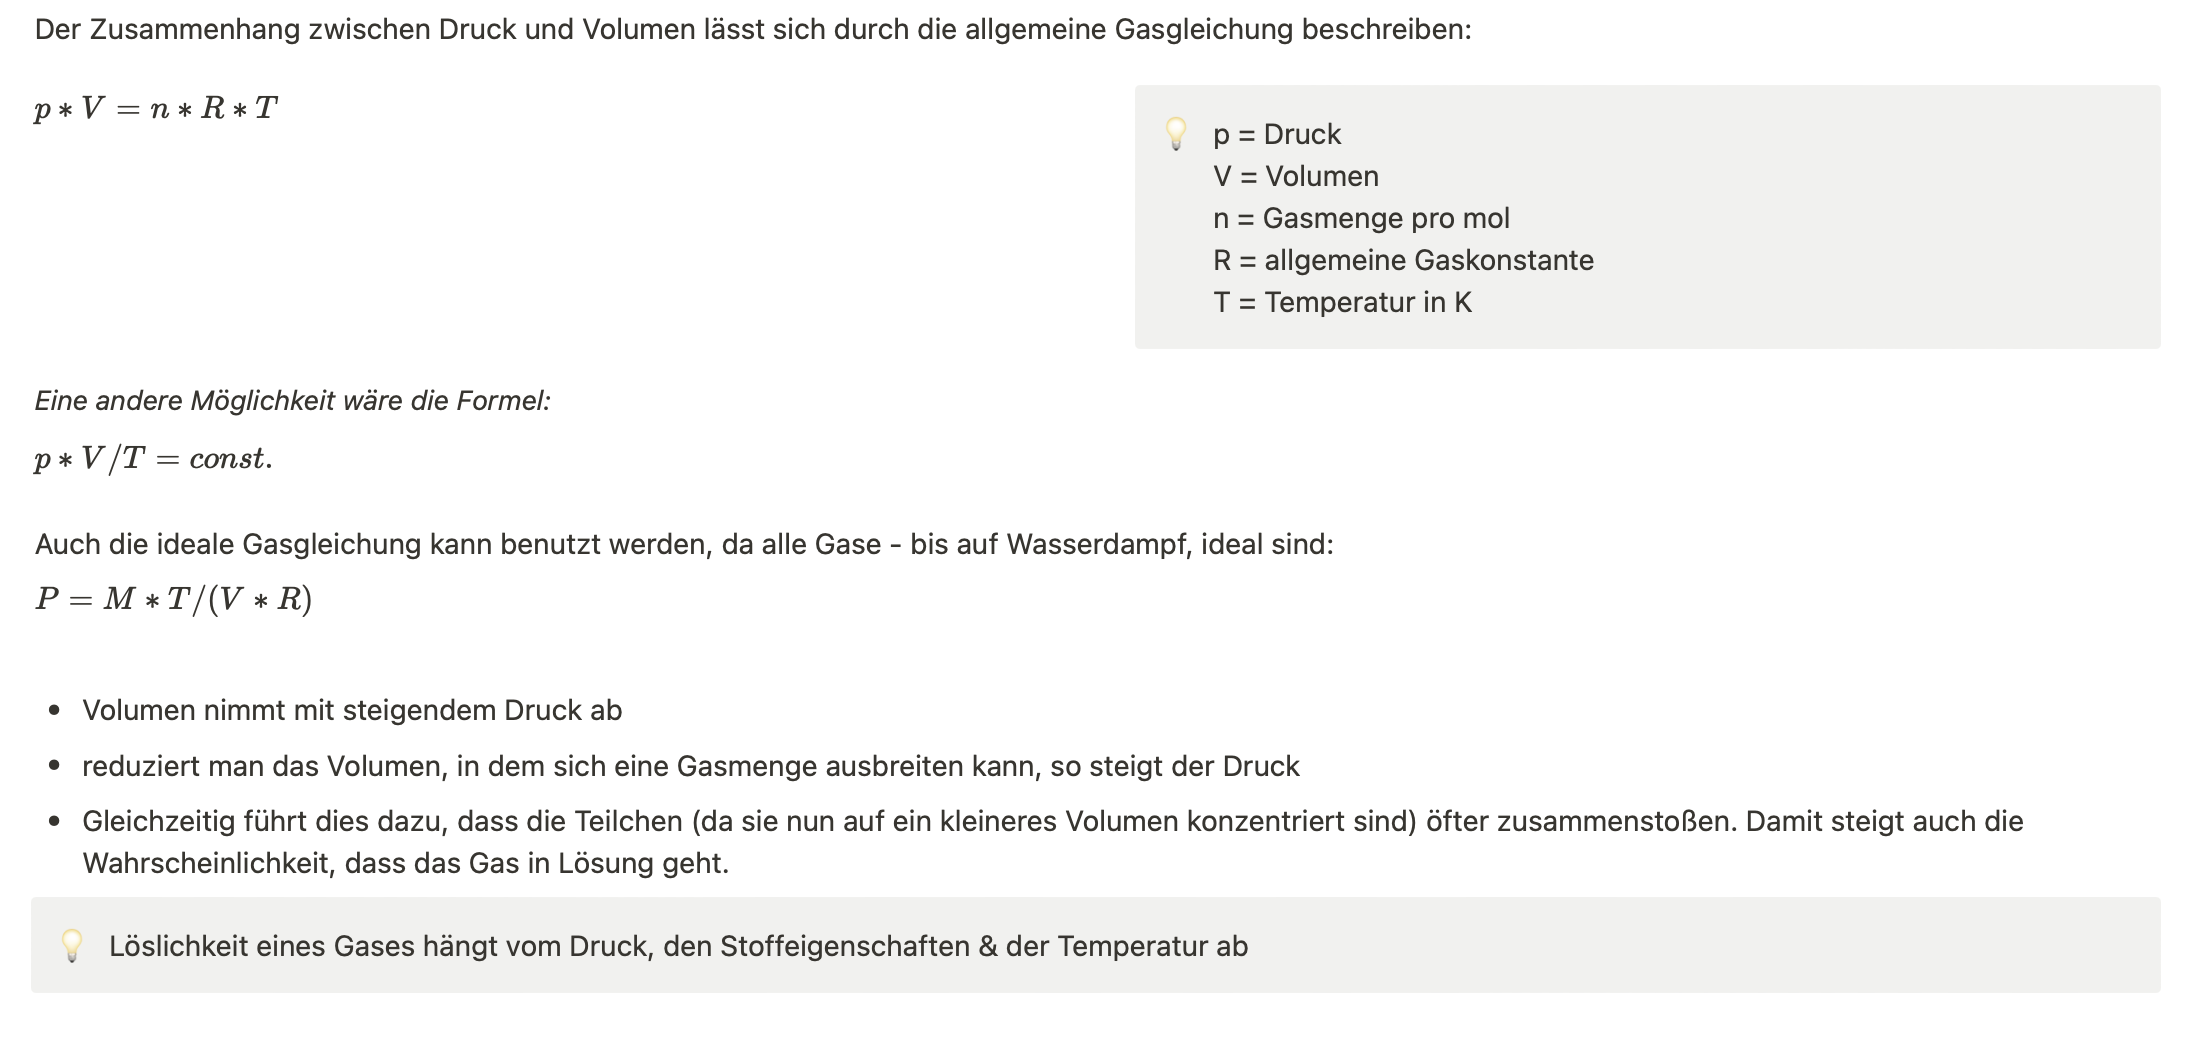 Der Zusammenhang zwischen Druck und Volumen lässt sich durch die allgemeine Gasgleichung beschreiben:
p * V = n * R * T
p = Druck
V = Volumen
n = Gasmenge pro mol
R = allgemeine Gaskonstante
T = Temperatur in K
Eine andere Möglichkeit wäre die Formel:
p * V/T = const.
Auch die ideale Gasgleichung kann benutzt werden, da alle Gase - bis auf Wasserdampf, ideal sind:
P = M * T/(V * R)
• Volumen nimmt mit steigendem Druck ab
• reduziert man das Volumen, in dem sich eine Gasmenge ausbreiten kann, so steigt der Druck
• Gleichzeitig führt dies dazu, dass die Teilchen (da sie nun auf ein kleineres Volumen konzentriert sind) öfter zusammenstoßen. Damit steigt auch die
Wahrscheinlichkeit, dass das Gas in Lösung geht.
Löslichkeit eines Gases hängt vom Druck, den Stoffeigenschaften & der Temperatur ab